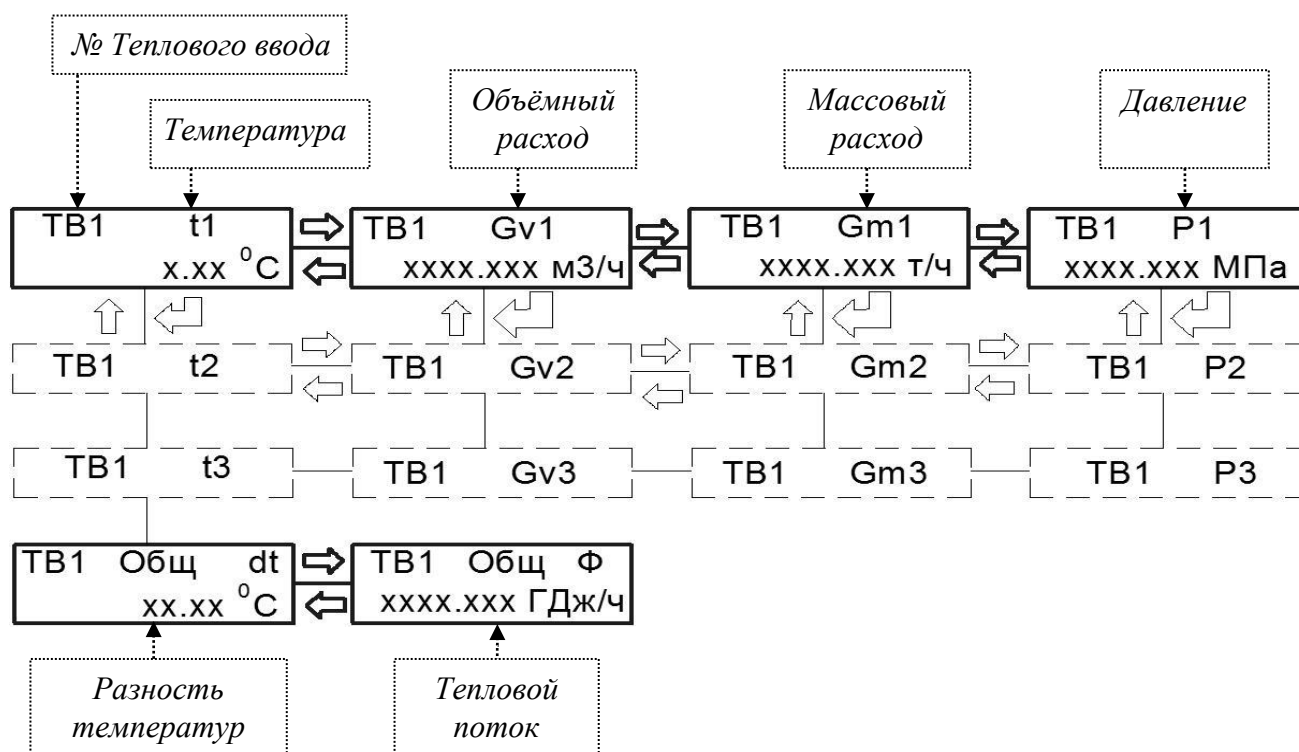 № Теплового ввода
Температура
Объёмный
расход
Массовый
расход
Давление
ТВ1 t1
x.xx ⁰С
ТВ1 Gv1
xxxx.xxx м3/ч
ТВ1 Gm1
xxxx.xxx т/ч
ТВ1 P1
xxxx.xxx МПа
ТВ1 t2
ТВ1 Gv2
ТВ1 Gm2
ТВ1 P2
ТВ1 t3
ТВ1 Gv3
ТВ1 Gm3
ТВ1 P3
ТВ1 Общ dt
xx.xx ⁰С
ТВ1 Общ Ф
xxxx.xxx ГДж/ч
Разность
температур
Тепловой
поток